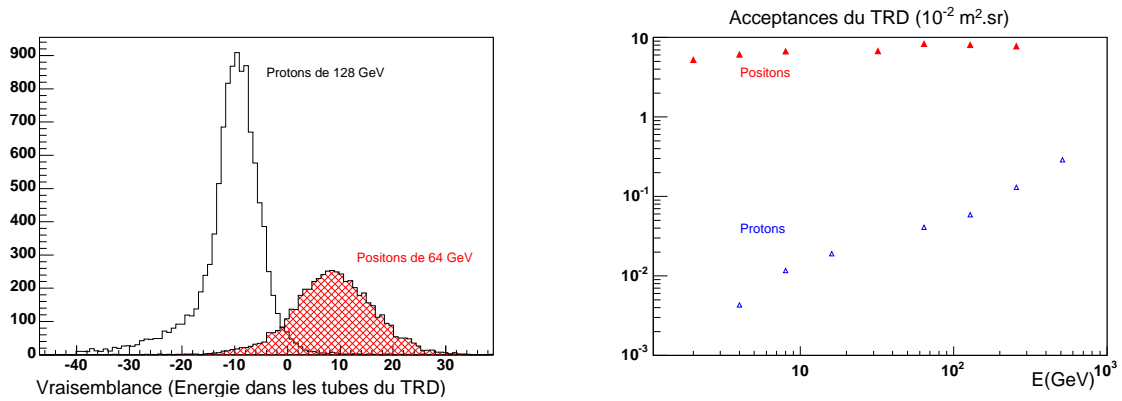 900
800
700
600
500
400
300
200
100
0
-40 -30 -20 -10 0 10 20 30
Protons de 128 GeV
Positons de 64 GeV
Vraisemblance (Energie dans les tubes du TRD)
Acceptances du TRD (10⁻² m².sr)
10
1
10⁻¹
10⁻²
10⁻³
Positons
Protons
10 10² 10³
E(GeV)